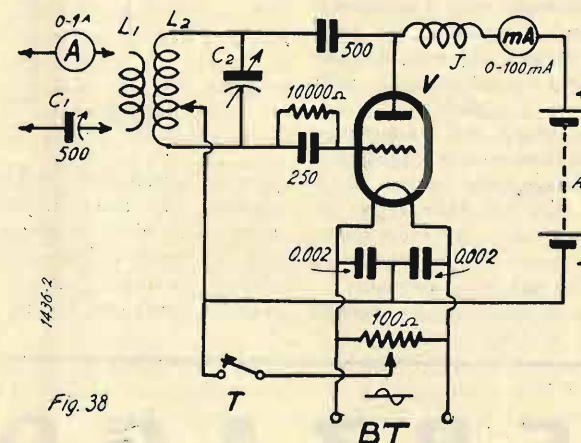 0-1A
A
L1
L2
C1
500
C2
500
10000Ω
250
V
J
mA
0-100mA
A
0.002
0.002
100Ω
T
BT
1436-2
Fig. 38